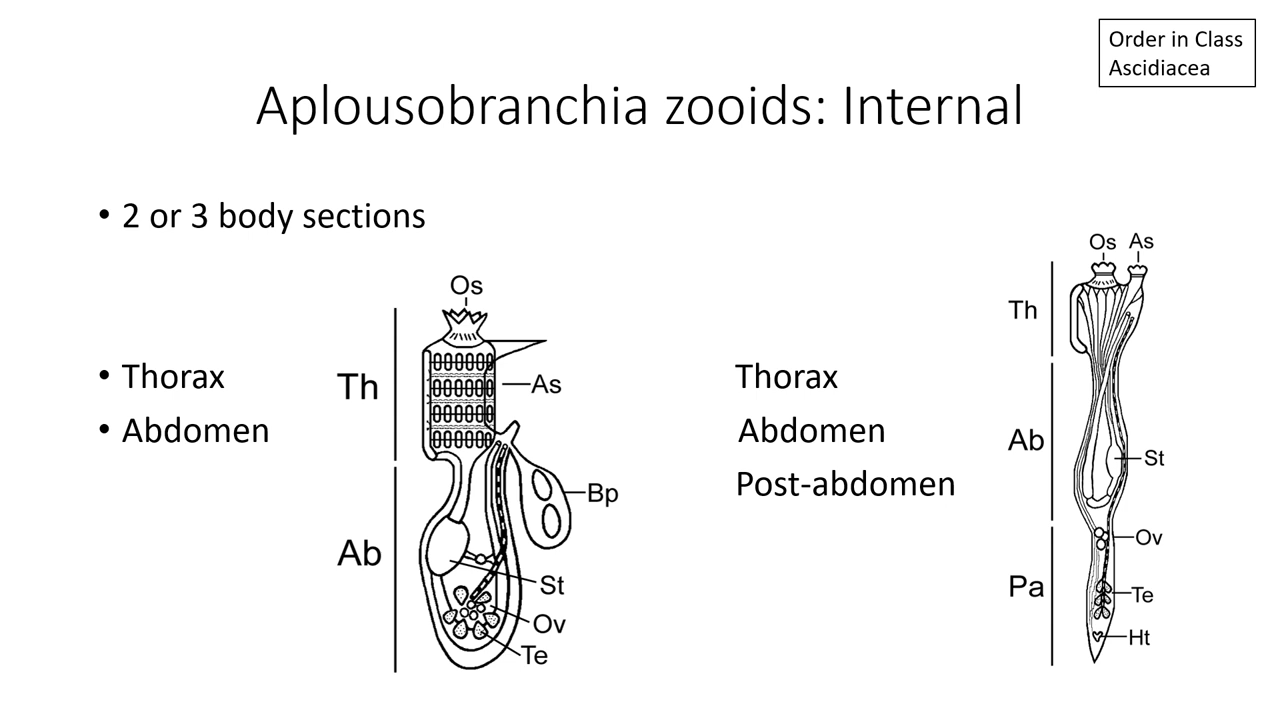 Order in Class
Ascidiacea
Aplousobranchia zooids: Internal
• 2 or 3 body sections
• Thorax
• Abdomen
Os
Th
As
Bp
Ab
St
Ov
Te
Thorax
Abdomen
Post-abdomen
Os As
Th
Ab
St
Ov
Pa
Te
Ht